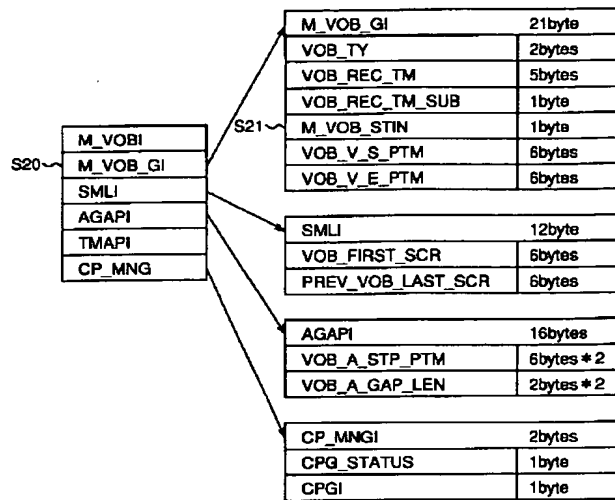 M_VOB_GI 21byte
VOB_TY 2bytes
VOB_REC_TM 5bytes
VOB_REC_TM_SUB 1byte
S21 M_VOB_STIN 1byte
VOB_V_S_PTM 6bytes
VOB_V_E_PTM 6bytes
M_VOBI
S20 M_VOB_GI
SMLI
AGAPI
TMAPI
CP_MNG
SMLI 12byte
VOB_FIRST_SCR 6bytes
PREV_VOB_LAST_SCR 6bytes
AGAPI 16bytes
VOB_A_STP_PTM 6bytes*2
VOB_A_GAP_LEN 2bytes*2
CP_MNGI 2bytes
CPG_STATUS 1byte
CPGI 1byte